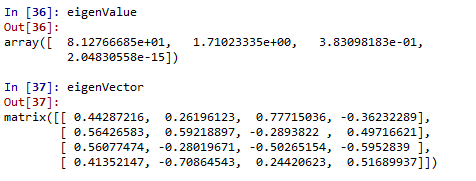 In [36]: eigenValue
Out[36]:
array([  8.12766685e+01,   1.71023335e+00,   3.83098183e-01,
         2.04830558e-15])
In [37]: eigenVector
Out[37]:
matrix([[ 0.44287216,  0.26196123,  0.77715036, -0.36232289],
        [ 0.56426583,  0.59218897, -0.2893822 ,  0.49716621],
        [ 0.56077474, -0.28019671, -0.50265154, -0.5952839 ],
        [ 0.41352147, -0.70864543,  0.24420623,  0.51689937]])